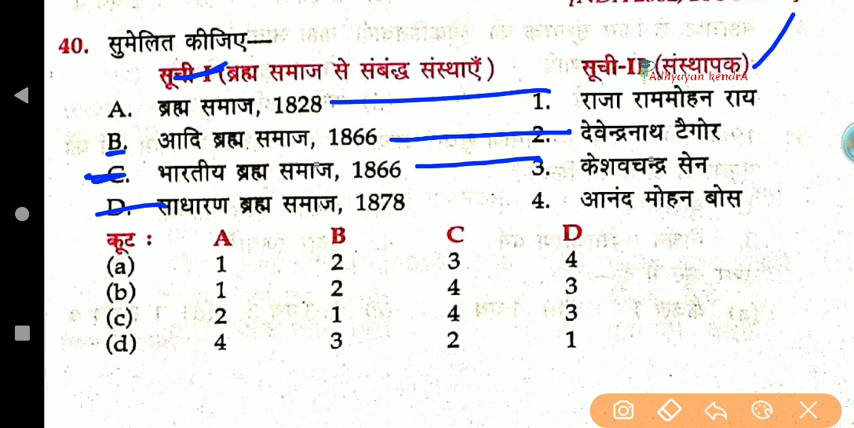 40. सुमेलित कीजिए—
सूची-I (ब्रह्म समाज से संबंद्ध संस्थाएँ) सूची-II (संस्थापक)
Adhyayan kendrA
A. ब्रह्म समाज, 1828 1. राजा राममोहन राय
B. आदि ब्रह्म समाज, 1866 2. देवेन्द्रनाथ टैगोर
C. भारतीय ब्रह्म समाज, 1866 3. केशवचन्द्र सेन
D. साधारण ब्रह्म समाज, 1878 4. आनंद मोहन बोस
कूट : A B C D
(a) 1 2 3 4
(b) 1 2 4 3
(c) 2 1 4 3
(d) 4 3 2 1